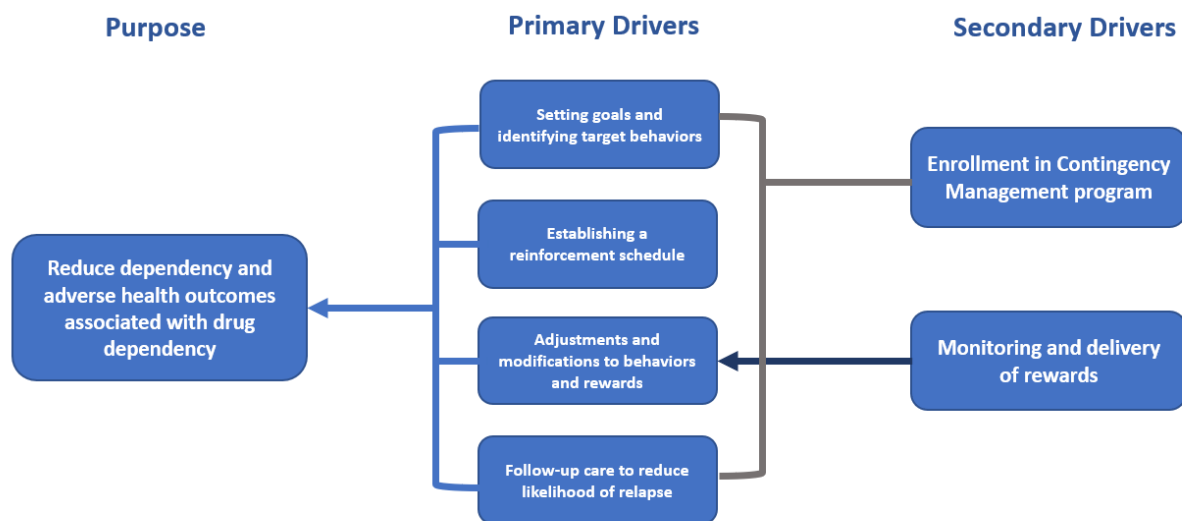 Purpose
Primary Drivers
Secondary Drivers
Setting goals and
identifying target behaviors
Enrollment in Contingency
Management program
Establishing a
reinforcement schedule
Reduce dependency and
adverse health outcomes
associated with drug
dependency
Adjustments and
modifications to behaviors
and rewards
Monitoring and delivery
of rewards
Follow-up care to reduce
likelihood of relapse